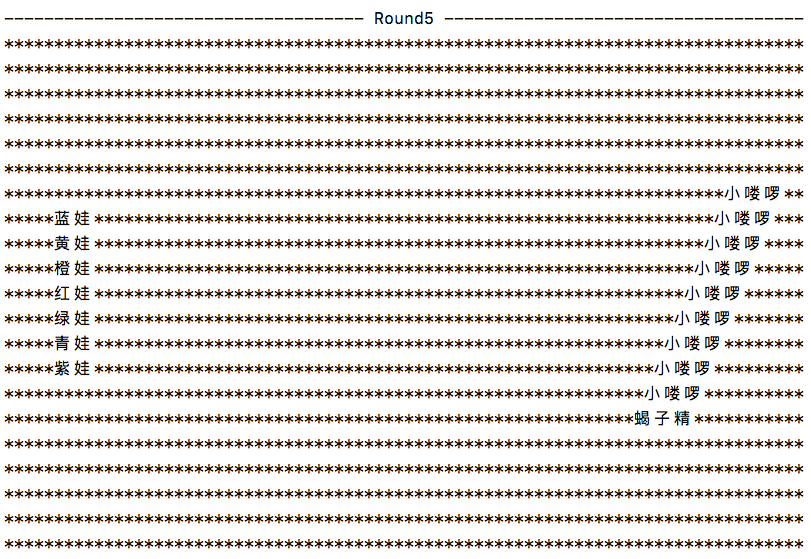 ------------------------------------ Round5 ------------------------------------
********************************************************************************
********************************************************************************
********************************************************************************
********************************************************************************
********************************************************************************
********************************************************************************
************************************************************************小喽啰**
*****蓝娃**************************************************************小喽啰***
*****黄娃*************************************************************小喽啰****
*****橙娃************************************************************小喽啰*****
*****红娃***********************************************************小喽啰******
*****绿娃**********************************************************小喽啰*******
*****青娃*********************************************************小喽啰********
*****紫娃********************************************************小喽啰*********
****************************************************************小喽啰**********
***************************************************************蝎子精***********
********************************************************************************
********************************************************************************
********************************************************************************
********************************************************************************
********************************************************************************